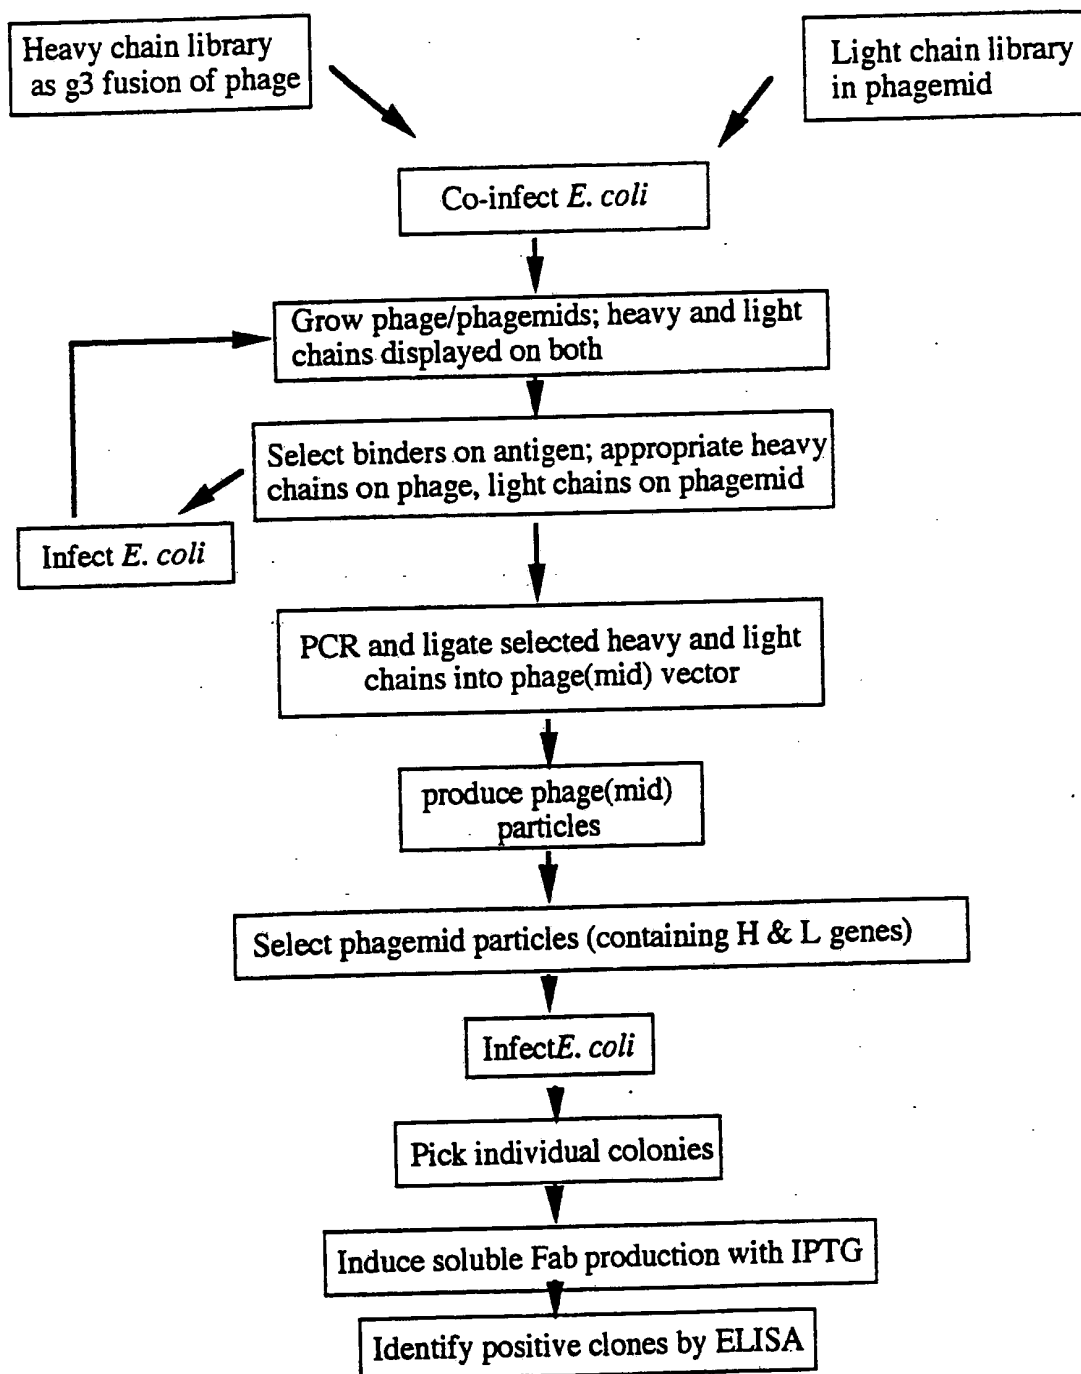 Heavy chain library
as g3 fusion of phage
Light chain library
in phagemid
Co-infect E. coli
Grow phage/phagemids; heavy and light
chains displayed on both
Select binders on antigen; appropriate heavy
chains on phage, light chains on phagemid
Infect E. coli
PCR and ligate selected heavy and light
chains into phage(mid) vector
produce phage(mid)
particles
Select phagemid particles (containing H & L genes)
InfectE. coli
Pick individual colonies
Induce soluble Fab production with IPTG
Identify positive clones by ELISA